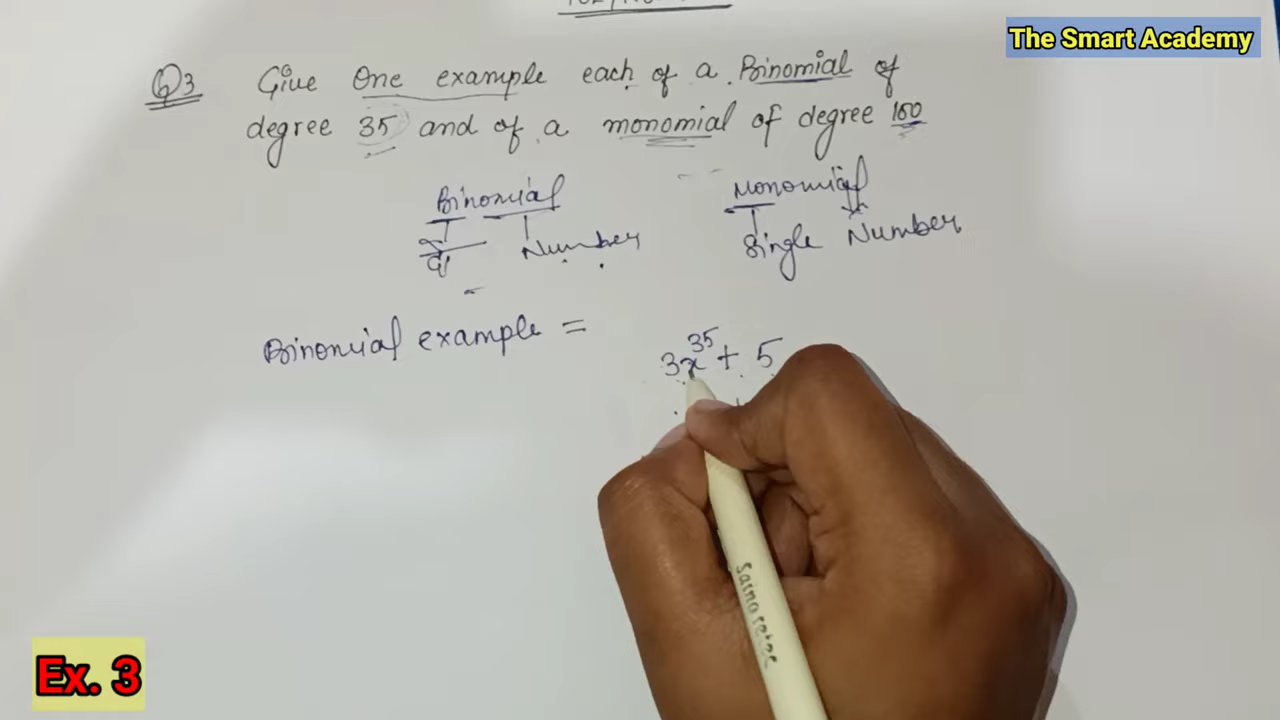 The Smart Academy
Q3 Give One example each of a Binomial of
degree 35 and of a monomial of degree 100
Binomial Monomial
Number Single Number
Binomial example = 3x³⁵ + 5
Sainaretoc
Ex. 3